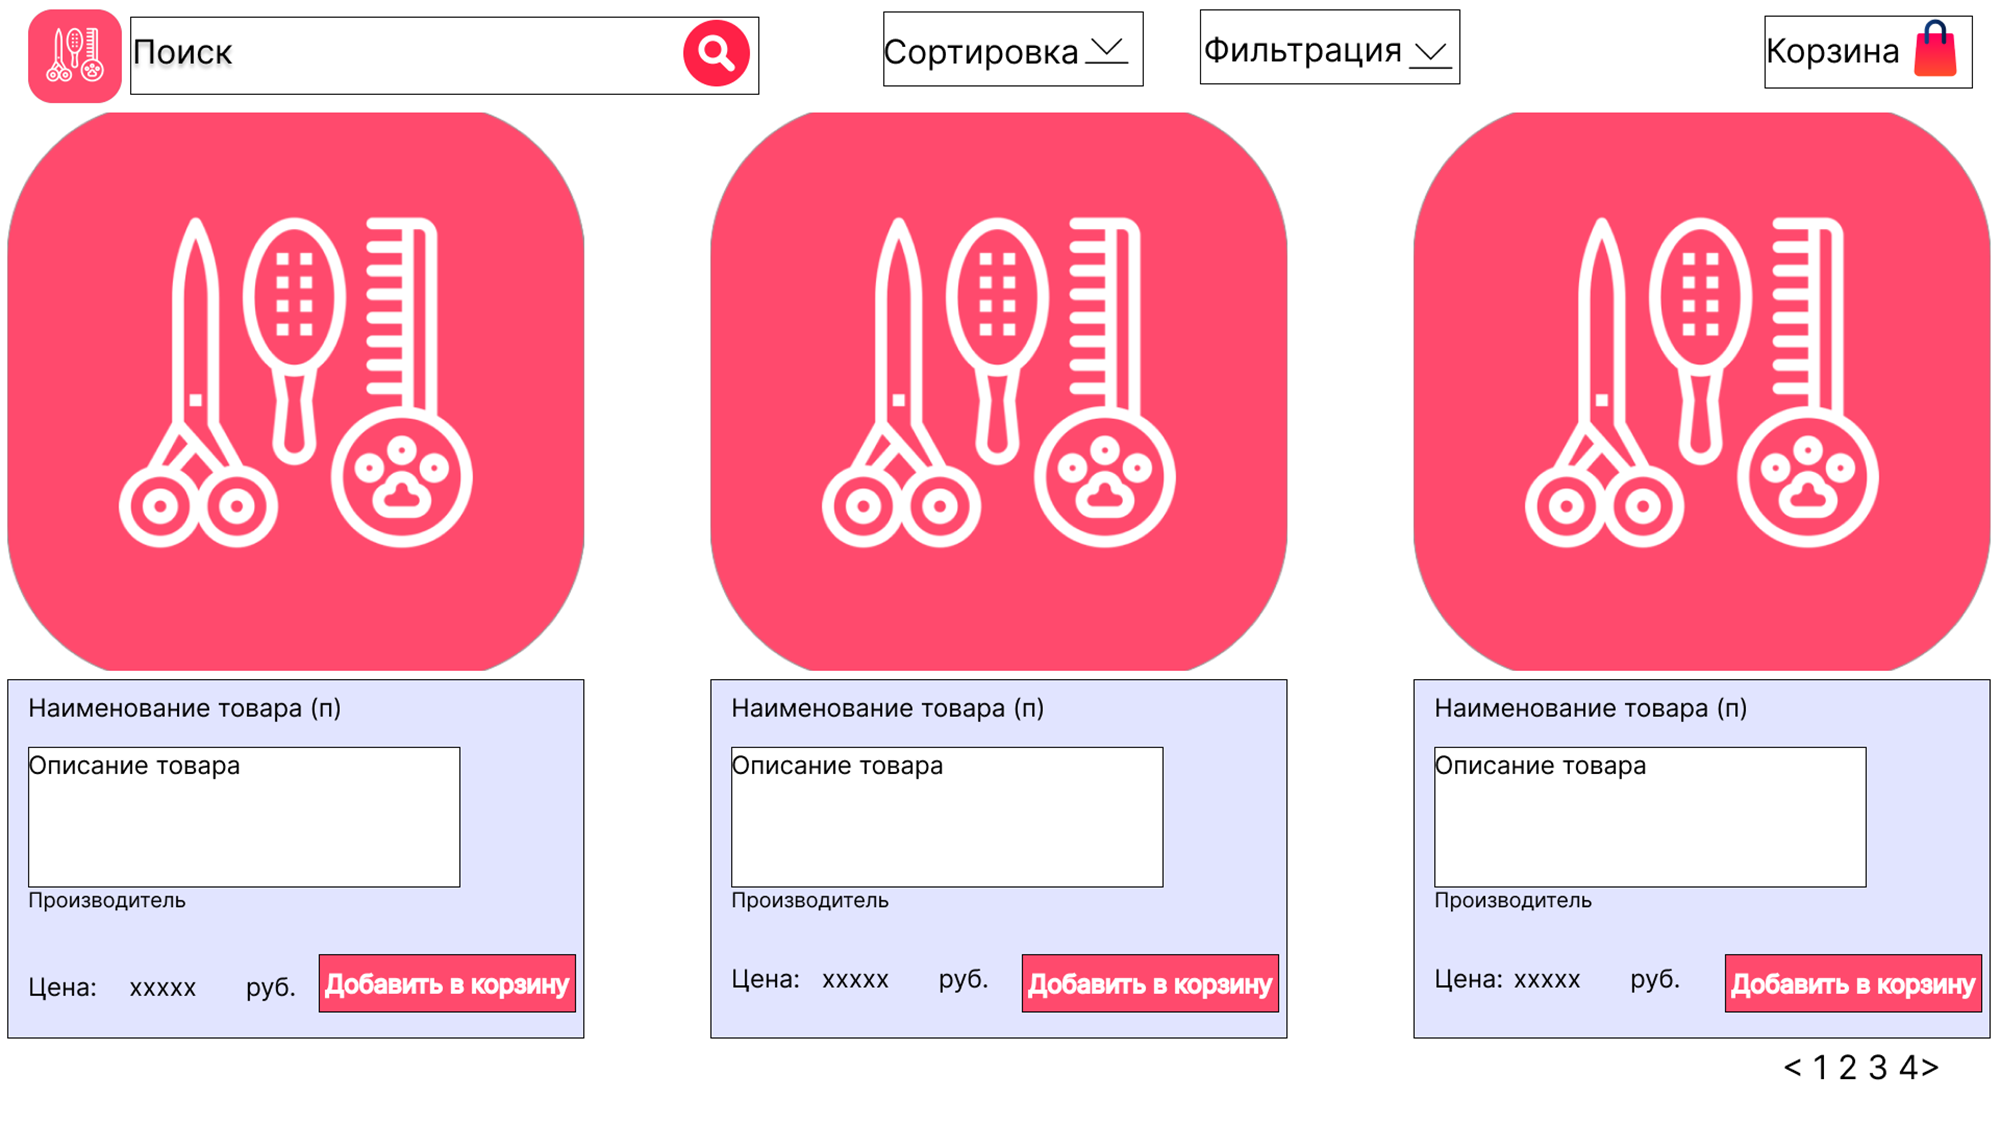 Поиск
Сортировка
Фильтрация
Корзина
Наименование товара (п)
Описание товара
Производитель
Цена: xxxxx руб.
Добавить в корзину
Наименование товара (п)
Описание товара
Производитель
Цена: xxxxx руб.
Добавить в корзину
Наименование товара (п)
Описание товара
Производитель
Цена: xxxxx руб.
Добавить в корзину
< 1 2 3 4>